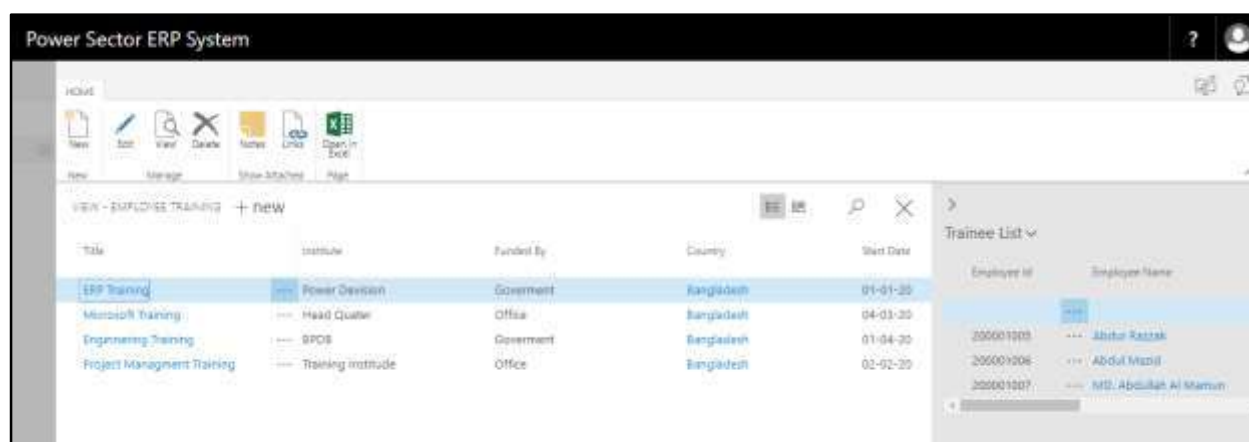 Power Sector ERP System ?
HOME
New Edit View Delete Notes Links Open in Excel
New Manage Show Attached Page
VIEW - EMPLOYEE TRAINING + new
Trainee List
Title Institute Funded By Country Start Date
Employee Id Employee Name
ERP Training Power Devision Goverment Bangladesh 01-01-20
Microsoft Training Head Quater Office Bangladesh 04-03-20
200001005 Abdur Razzak
Enginnering Training BPDB Goverment Bangladesh 01-04-20
200001006 Abdul Mazid
Project Managment Training Training Office Bangladesh 02-02-20
200001007 MD. Abdullah Al Mamun